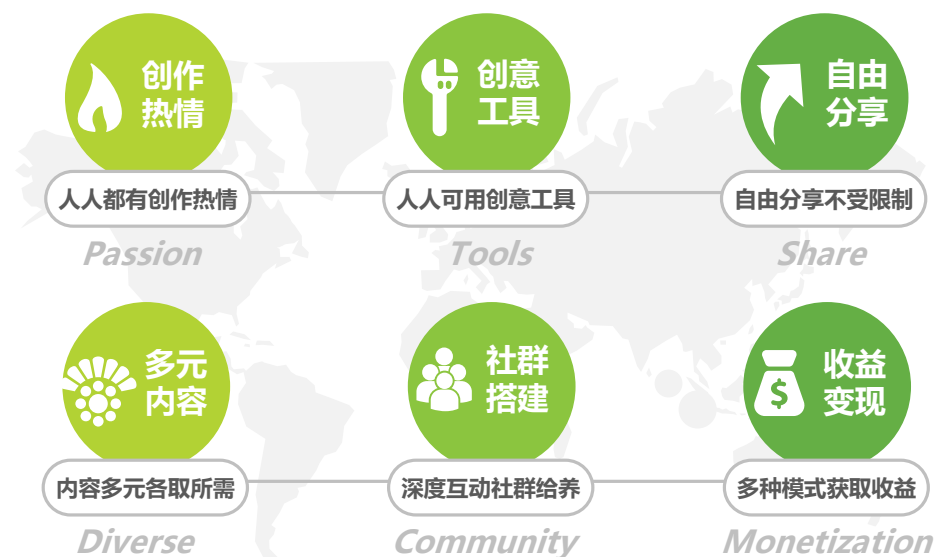 创作
热情
创意
工具
自由
分享
人人都有创作热情
人人可用创意工具
自由分享不受限制
Passion
Tools
Share
多元
内容
社群
搭建
$
收益
变现
内容多元各取所需
深度互动社群给养
多种模式获取收益
Diverse
Community
Monetization